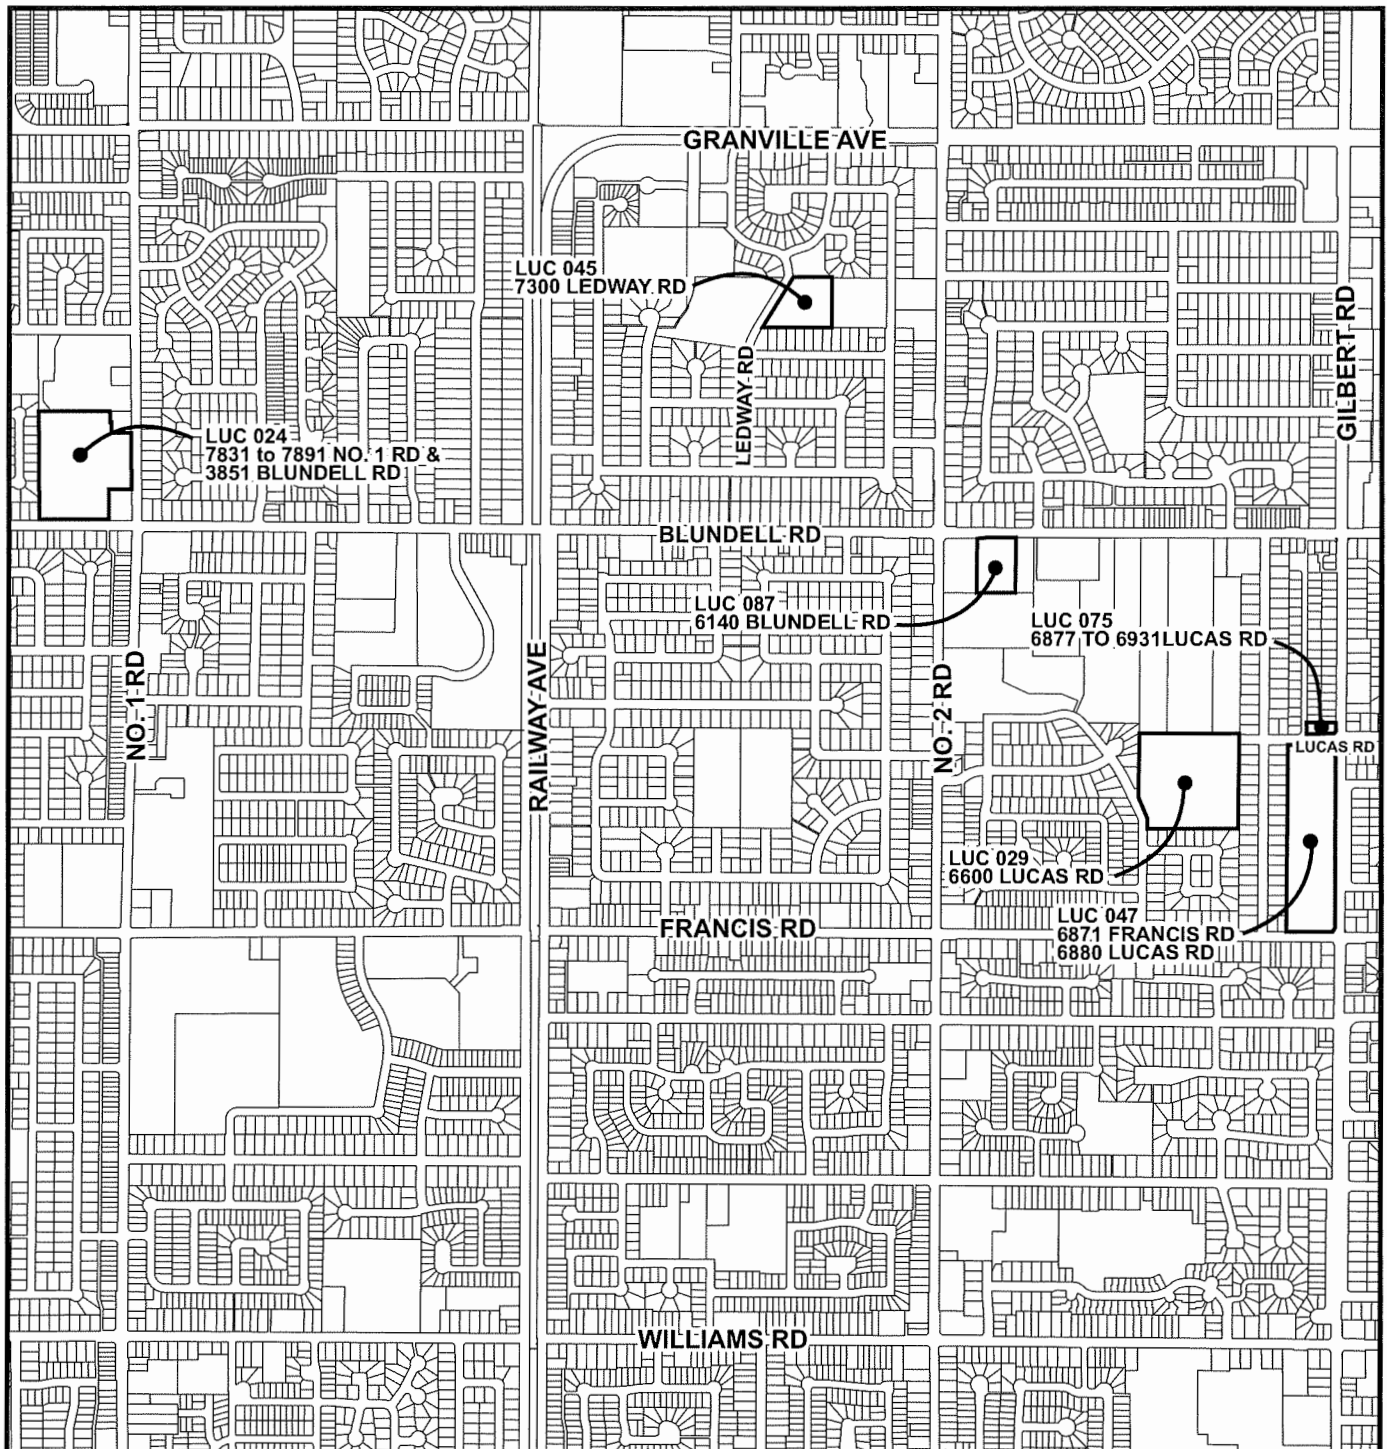 GRANVILLE AVE
LUC 045
7300 LEDWAY RD
GILBERT RD
LEDWAY RD
LUC 024
7831 to 7891 NO. 1 RD &
3851 BLUNDELL RD
BLUNDELL RD
LUC 087
6140 BLUNDELL RD
LUC 075
6877 TO 6931LUCAS RD
NO. 1 RD
RAILWAY AVE
NO. 2 RD
LUCAS RD
LUC 029
6600 LUCAS RD
LUC 047
6871 FRANCIS RD
6880 LUCAS RD
FRANCIS RD
WILLIAMS RD